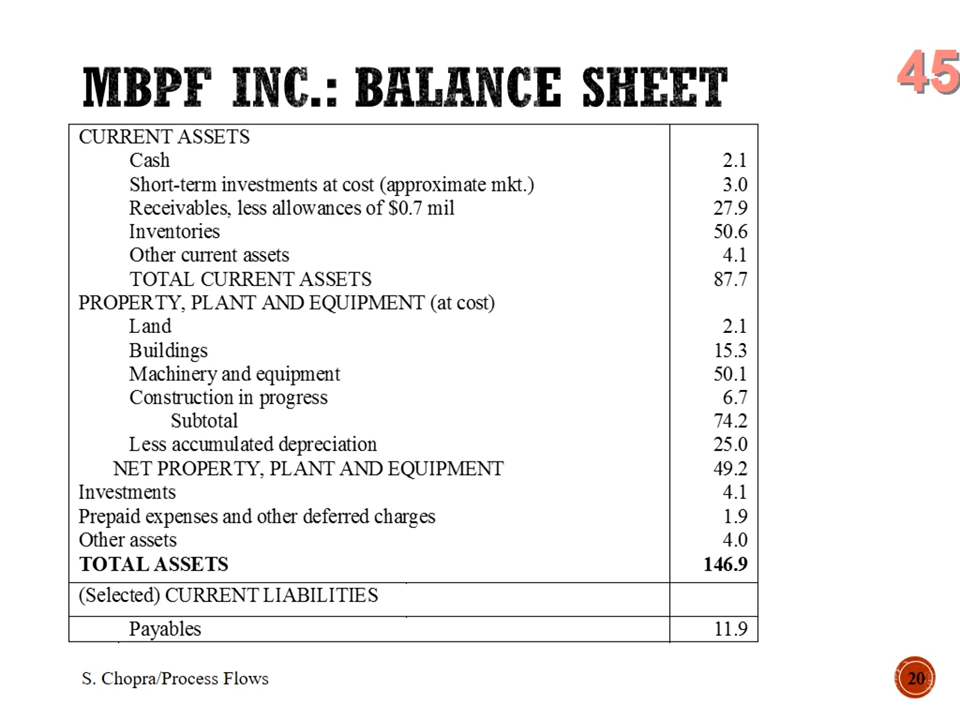 MBPF INC.: BALANCE SHEET
45
CURRENT ASSETS
Cash 2.1
Short-term investments at cost (approximate mkt.) 3.0
Receivables, less allowances of $0.7 mil 27.9
Inventories 50.6
Other current assets 4.1
TOTAL CURRENT ASSETS 87.7
PROPERTY, PLANT AND EQUIPMENT (at cost)
Land 2.1
Buildings 15.3
Machinery and equipment 50.1
Construction in progress 6.7
Subtotal 74.2
Less accumulated depreciation 25.0
NET PROPERTY, PLANT AND EQUIPMENT 49.2
Investments 4.1
Prepaid expenses and other deferred charges 1.9
Other assets 4.0
TOTAL ASSETS 146.9
(Selected) CURRENT LIABILITIES
Payables 11.9
S. Chopra/Process Flows
20